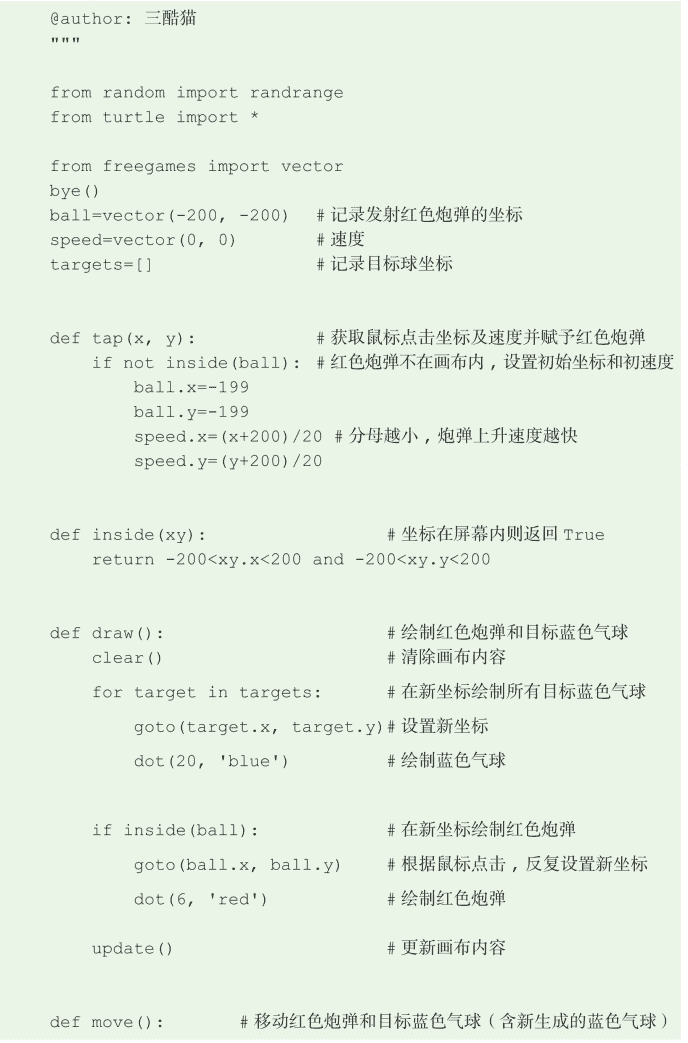 @author: 三酷猫
"""
from random import randrange
from turtle import *
from freegames import vector
bye()
ball=vector(-200, -200)   # 记录发射红色炮弹的坐标
speed=vector(0, 0)        # 速度
targets=[]                # 记录目标球坐标
def tap(x, y):            # 获取鼠标点击坐标及速度并赋予红色炮弹
    if not inside(ball):  # 红色炮弹不在画布内，设置初始坐标和初速度
        ball.x=-199
        ball.y=-199
        speed.x=(x+200)/20 # 分母越小，炮弹上升速度越快
        speed.y=(y+200)/20
def inside(xy):                 # 坐标在屏幕内则返回 True
    return -200<xy.x<200 and -200<xy.y<200
def draw():                     # 绘制红色炮弹和目标蓝色气球
    clear()                     # 清除画布内容
    for target in targets:      # 在新坐标绘制所有目标蓝色气球
        goto(target.x, target.y)# 设置新坐标
        dot(20, 'blue')         # 绘制蓝色气球
    if inside(ball):            # 在新坐标绘制红色炮弹
        goto(ball.x, ball.y)    # 根据鼠标点击，反复设置新坐标
        dot(6, 'red')           # 绘制红色炮弹
    update()                    # 更新画布内容
def move():       # 移动红色炮弹和目标蓝色气球（含新生成的蓝色气球）